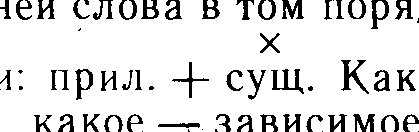 ней слова в том поря
×
и: прил. + сущ. Как
какое — зависимое